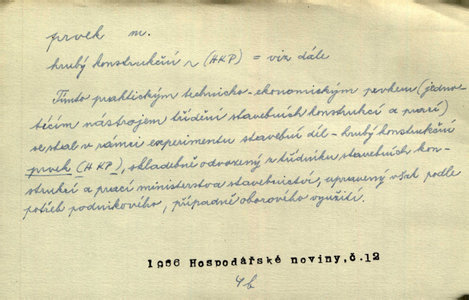 prvek m.
hrubý konstrukční ~ (HKP) = viz dále
Tímto praktickým technicko-ekonomickým prvkem (jedno-
tícím nástrojem třídění stavebních konstrukcí a prací)
se stal v rámci experimentu stavební díl - hrubý konstrukční
prvek (HKP), skladebně odvozený z třídníku stavebních kon-
strukcí a prací ministerstva stavebnictví, upravený však podle
potřeb podnikového, případně oborového využití.
1966 Hospodářské noviny,č.12
4b